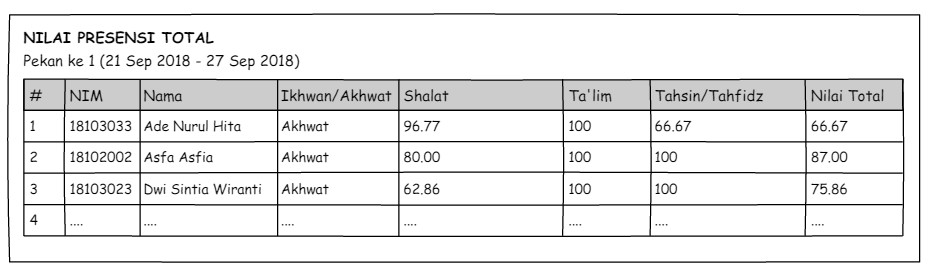 NILAI PRESENSI TOTAL
Pekan ke 1 (21 Sep 2018 - 27 Sep 2018)
# NIM Nama Ikhwan/Akhwat Shalat Ta'lim Tahsin/Tahfidz Nilai Total
1 18103033 Ade Nurul Hita Akhwat 96.77 100 66.67 66.67
2 18102002 Asfa Asfia Akhwat 80.00 100 100 87.00
3 18103023 Dwi Sintia Wiranti Akhwat 62.86 100 100 75.86
4 .... .... .... .... .... .... ....